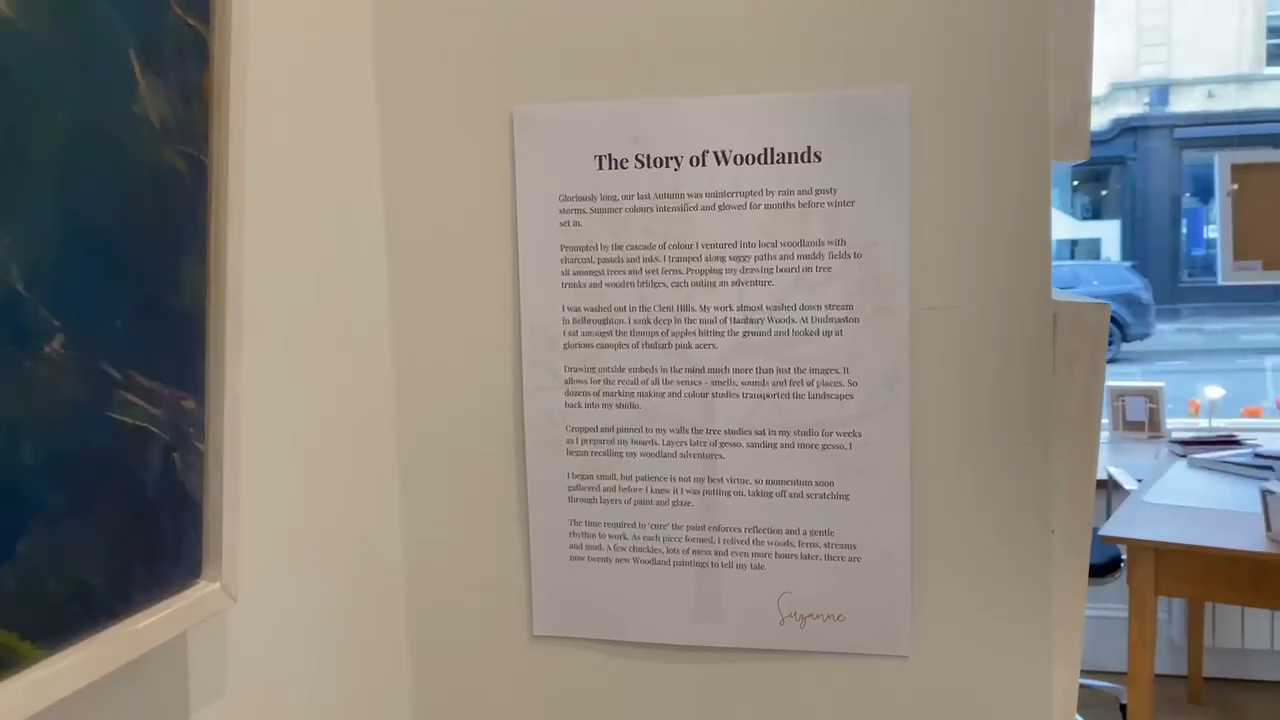 The Story of Woodlands
Gloriously long, our last Autumn was uninterrupted by rain and gusty
storms. Summer colours intensified and glowed for months before winter
set in.
Prompted by the cascade of colour I ventured into local woodlands with
charcoal, pastels and inks. I tramped along soggy paths and muddy fields to
sit amongst trees and wet ferns. Propping my drawing board on tree
trunks and wooden bridges, each outing an adventure.
I was washed out in the Clent Hills. My work almost washed down stream
in Belbroughton. I sunk deep in the mud of Hanbury Woods. At Dudmaston
I sat amongst the thumps of apples hitting the ground and looked up at
glorious canopies of rhubarb pink acers.
Drawing outside embeds in the mind much more than just the images. It
allows for the recall of all the senses – smells, sounds and feel of places. So
dozens of marking making and colour studies transported the landscapes
back into my studio.
Cropped and pinned to my walls the tree studies sat in my studio for weeks
as I prepared my boards. Layers later of gesso, sanding and more gesso, I
began recalling my woodland adventures.
I began small, but patience is not my best virtue, so momentum soon
gathered and before I knew it I was putting on, taking off and scratching
through layers of paint and glaze.
The time required to 'cure' the paint enforces reflection and a gentle
rhythm to work. As each piece formed, I relived the woods, ferns, streams
and mud. A few chuckles, lots of mess and even more hours later, there are
now twenty new Woodland paintings to tell my tale.
Suzanne